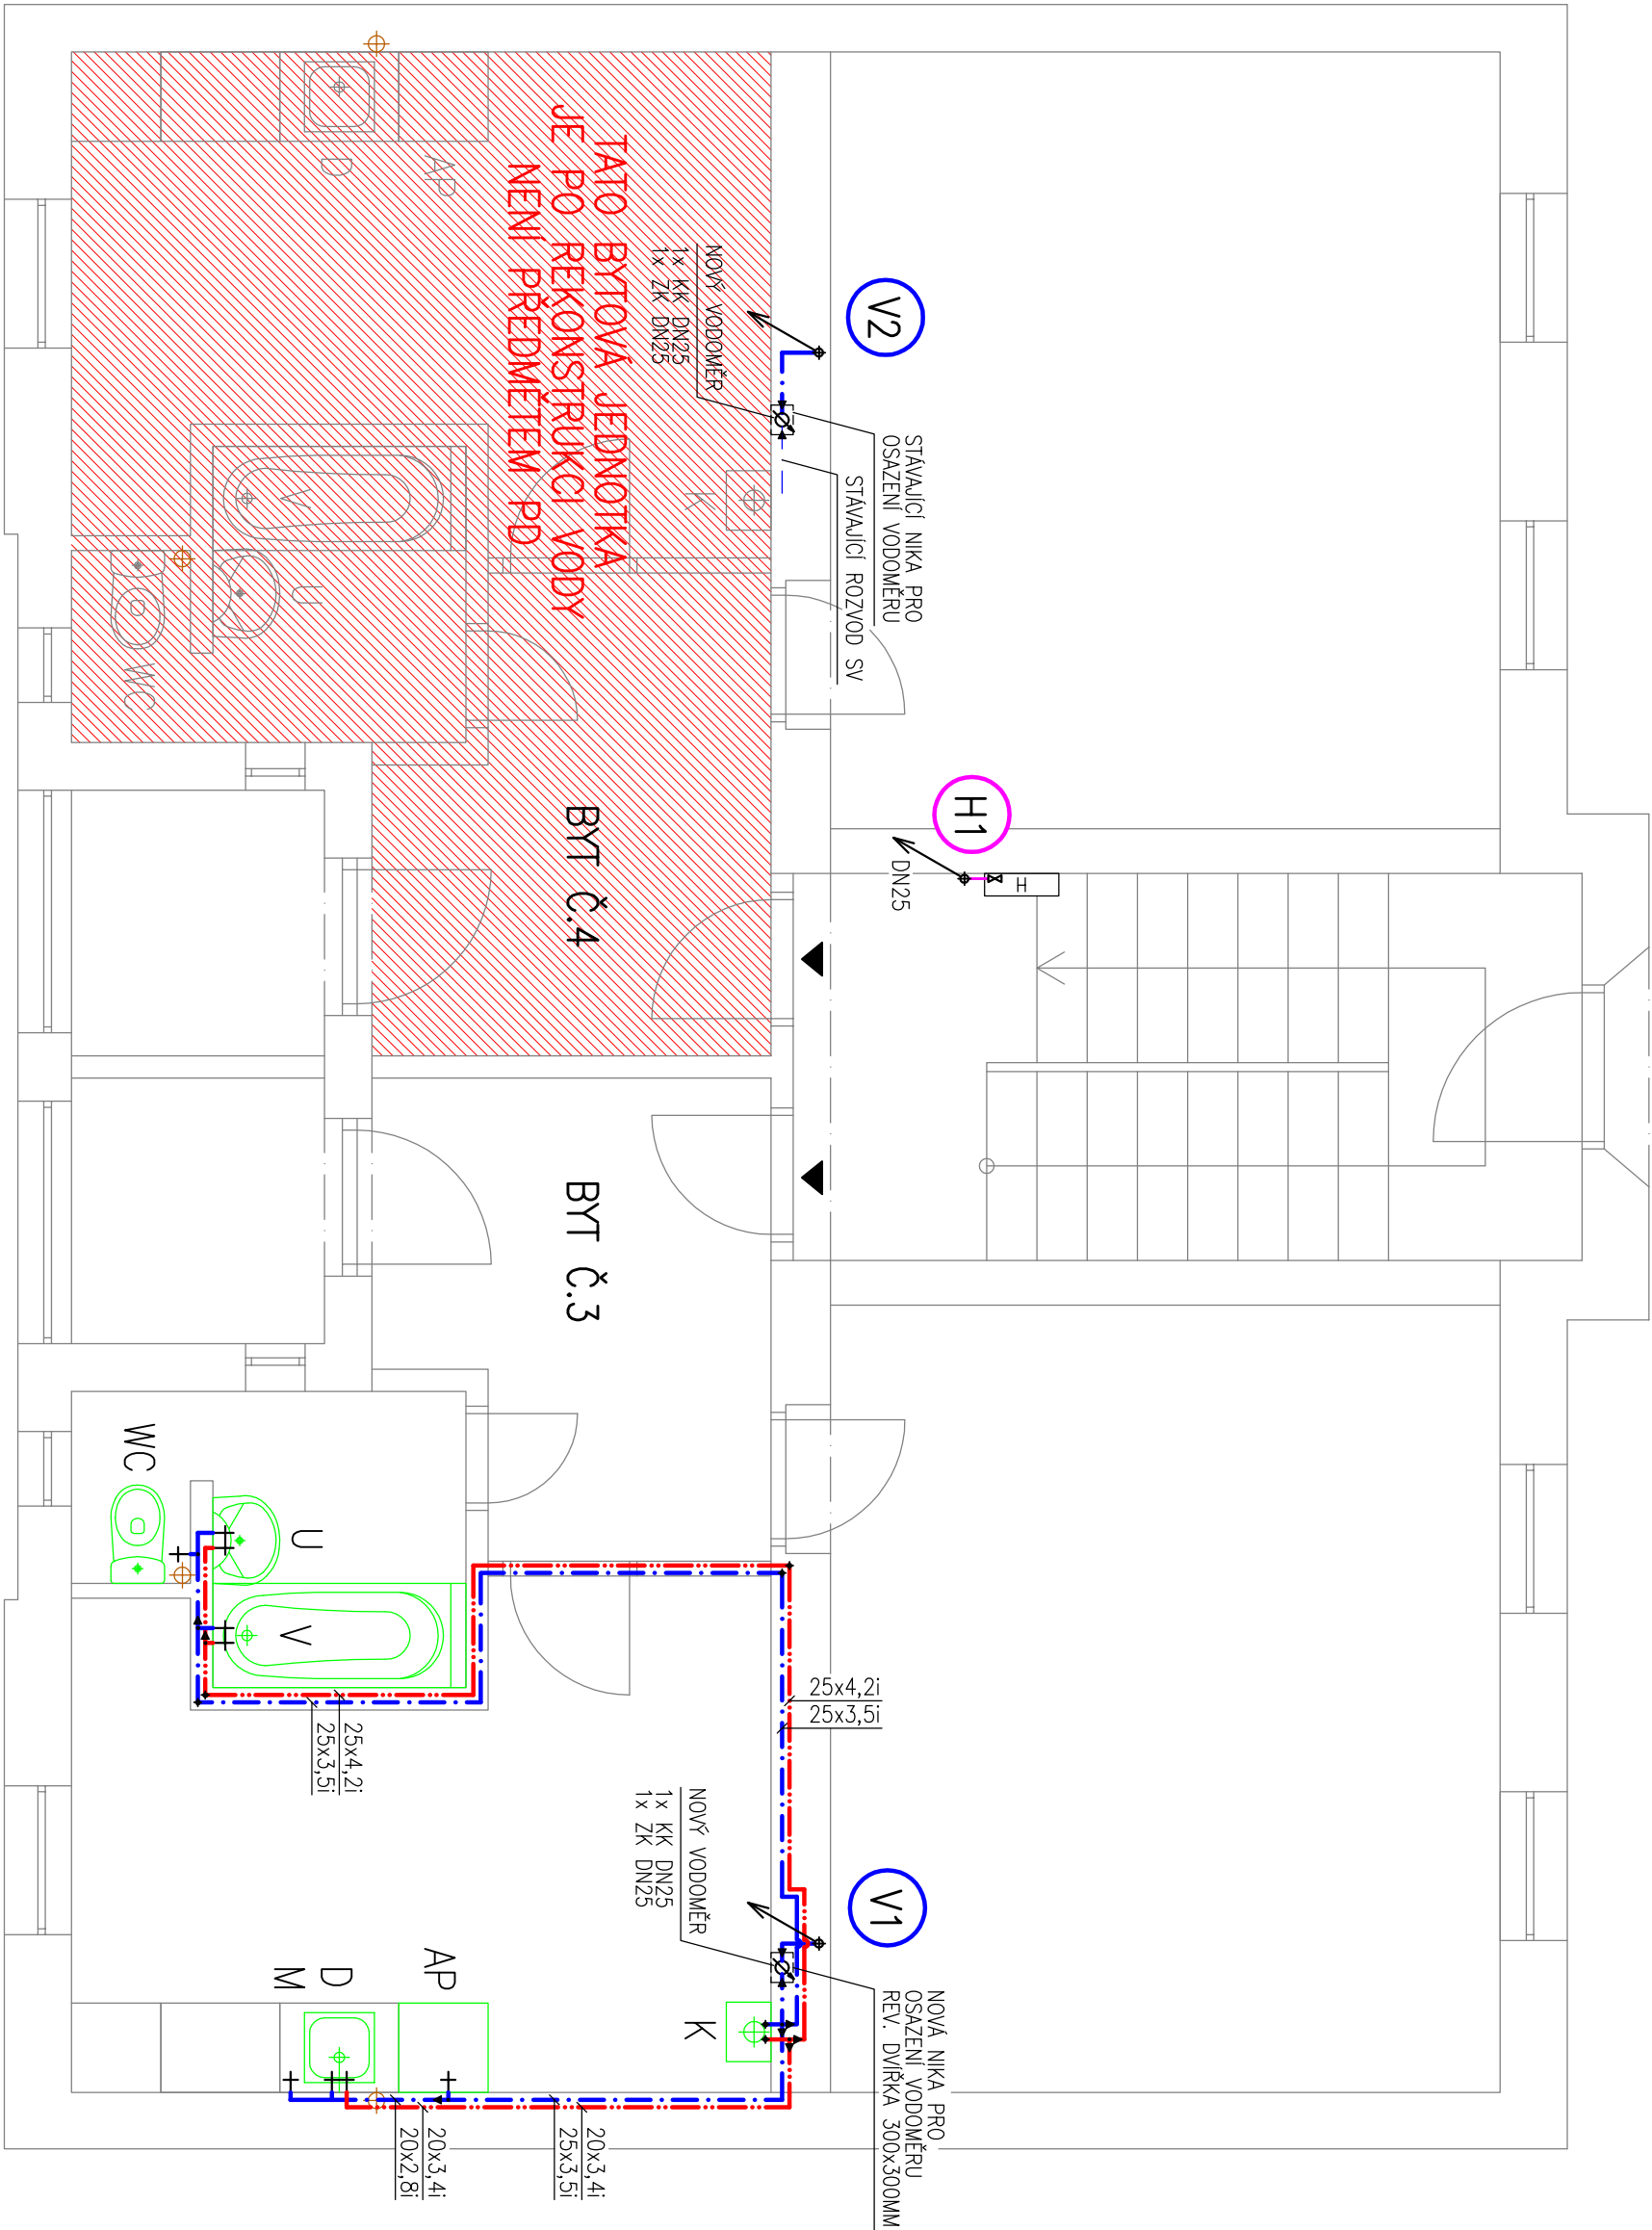 TATO BYTOVÁ JEDNOTKA
JE PO REKONSTRUKCI VODY
NENÍ PŘEDMĚTEM PD
D
AP
V
U
WC
K
NOVÝ VODOMĚR
1x KK DN25
1x ZK DN25
V2
STÁVAJÍCÍ NIKA PRO
OSAZENÍ VODOMĚRU
STÁVAJÍCÍ ROZVOD SV
H1
H
DN25
BYT Č.4
BYT Č.3
WC
U
V
25x4,2i
25x3,5i
25x4,2i
25x3,5i
NOVÝ VODOMĚR
1x KK DN25
1x ZK DN25
V1
NOVÁ NIKA PRO
OSAZENÍ VODOMĚRU
REV. DVÍŘKA 300x300MM
K
AP
D
M
20x3,4i
25x3,5i
20x3,4i
20x2,8i